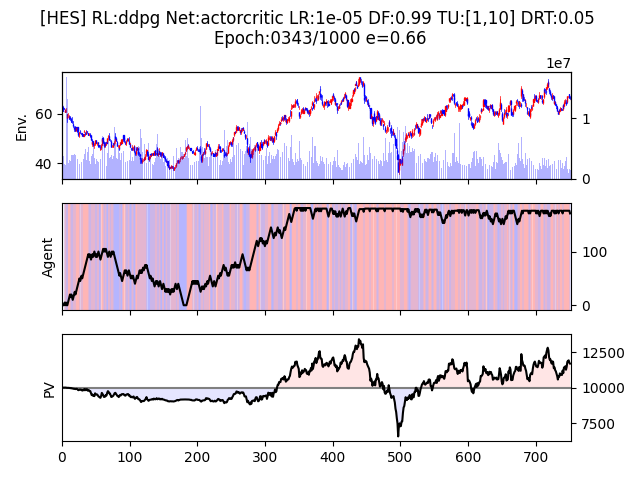 [HES] RL:ddpg Net:actorcritic LR:1e-05 DF:0.99 TU:[1,10] DRT:0.05
Epoch:0343/1000 e=0.66
1e7
Env.
60
40
1
0
Agent
100
0
PV
12500
10000
7500
0 100 200 300 400 500 600 700